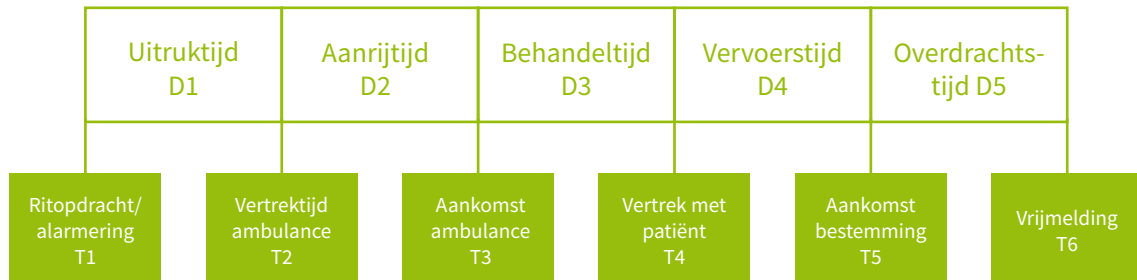 Uitruktijd
D1
Aanrijtijd
D2
Behandeltijd
D3
Vervoerstijd
D4
Overdrachts-
tijd D5
Ritopdracht/
alarmering
T1
Vertrektijd
ambulance
T2
Aankomst
ambulance
T3
Vertrek met
patiënt
T4
Aankomst
bestemming
T5
Vrijmelding
T6